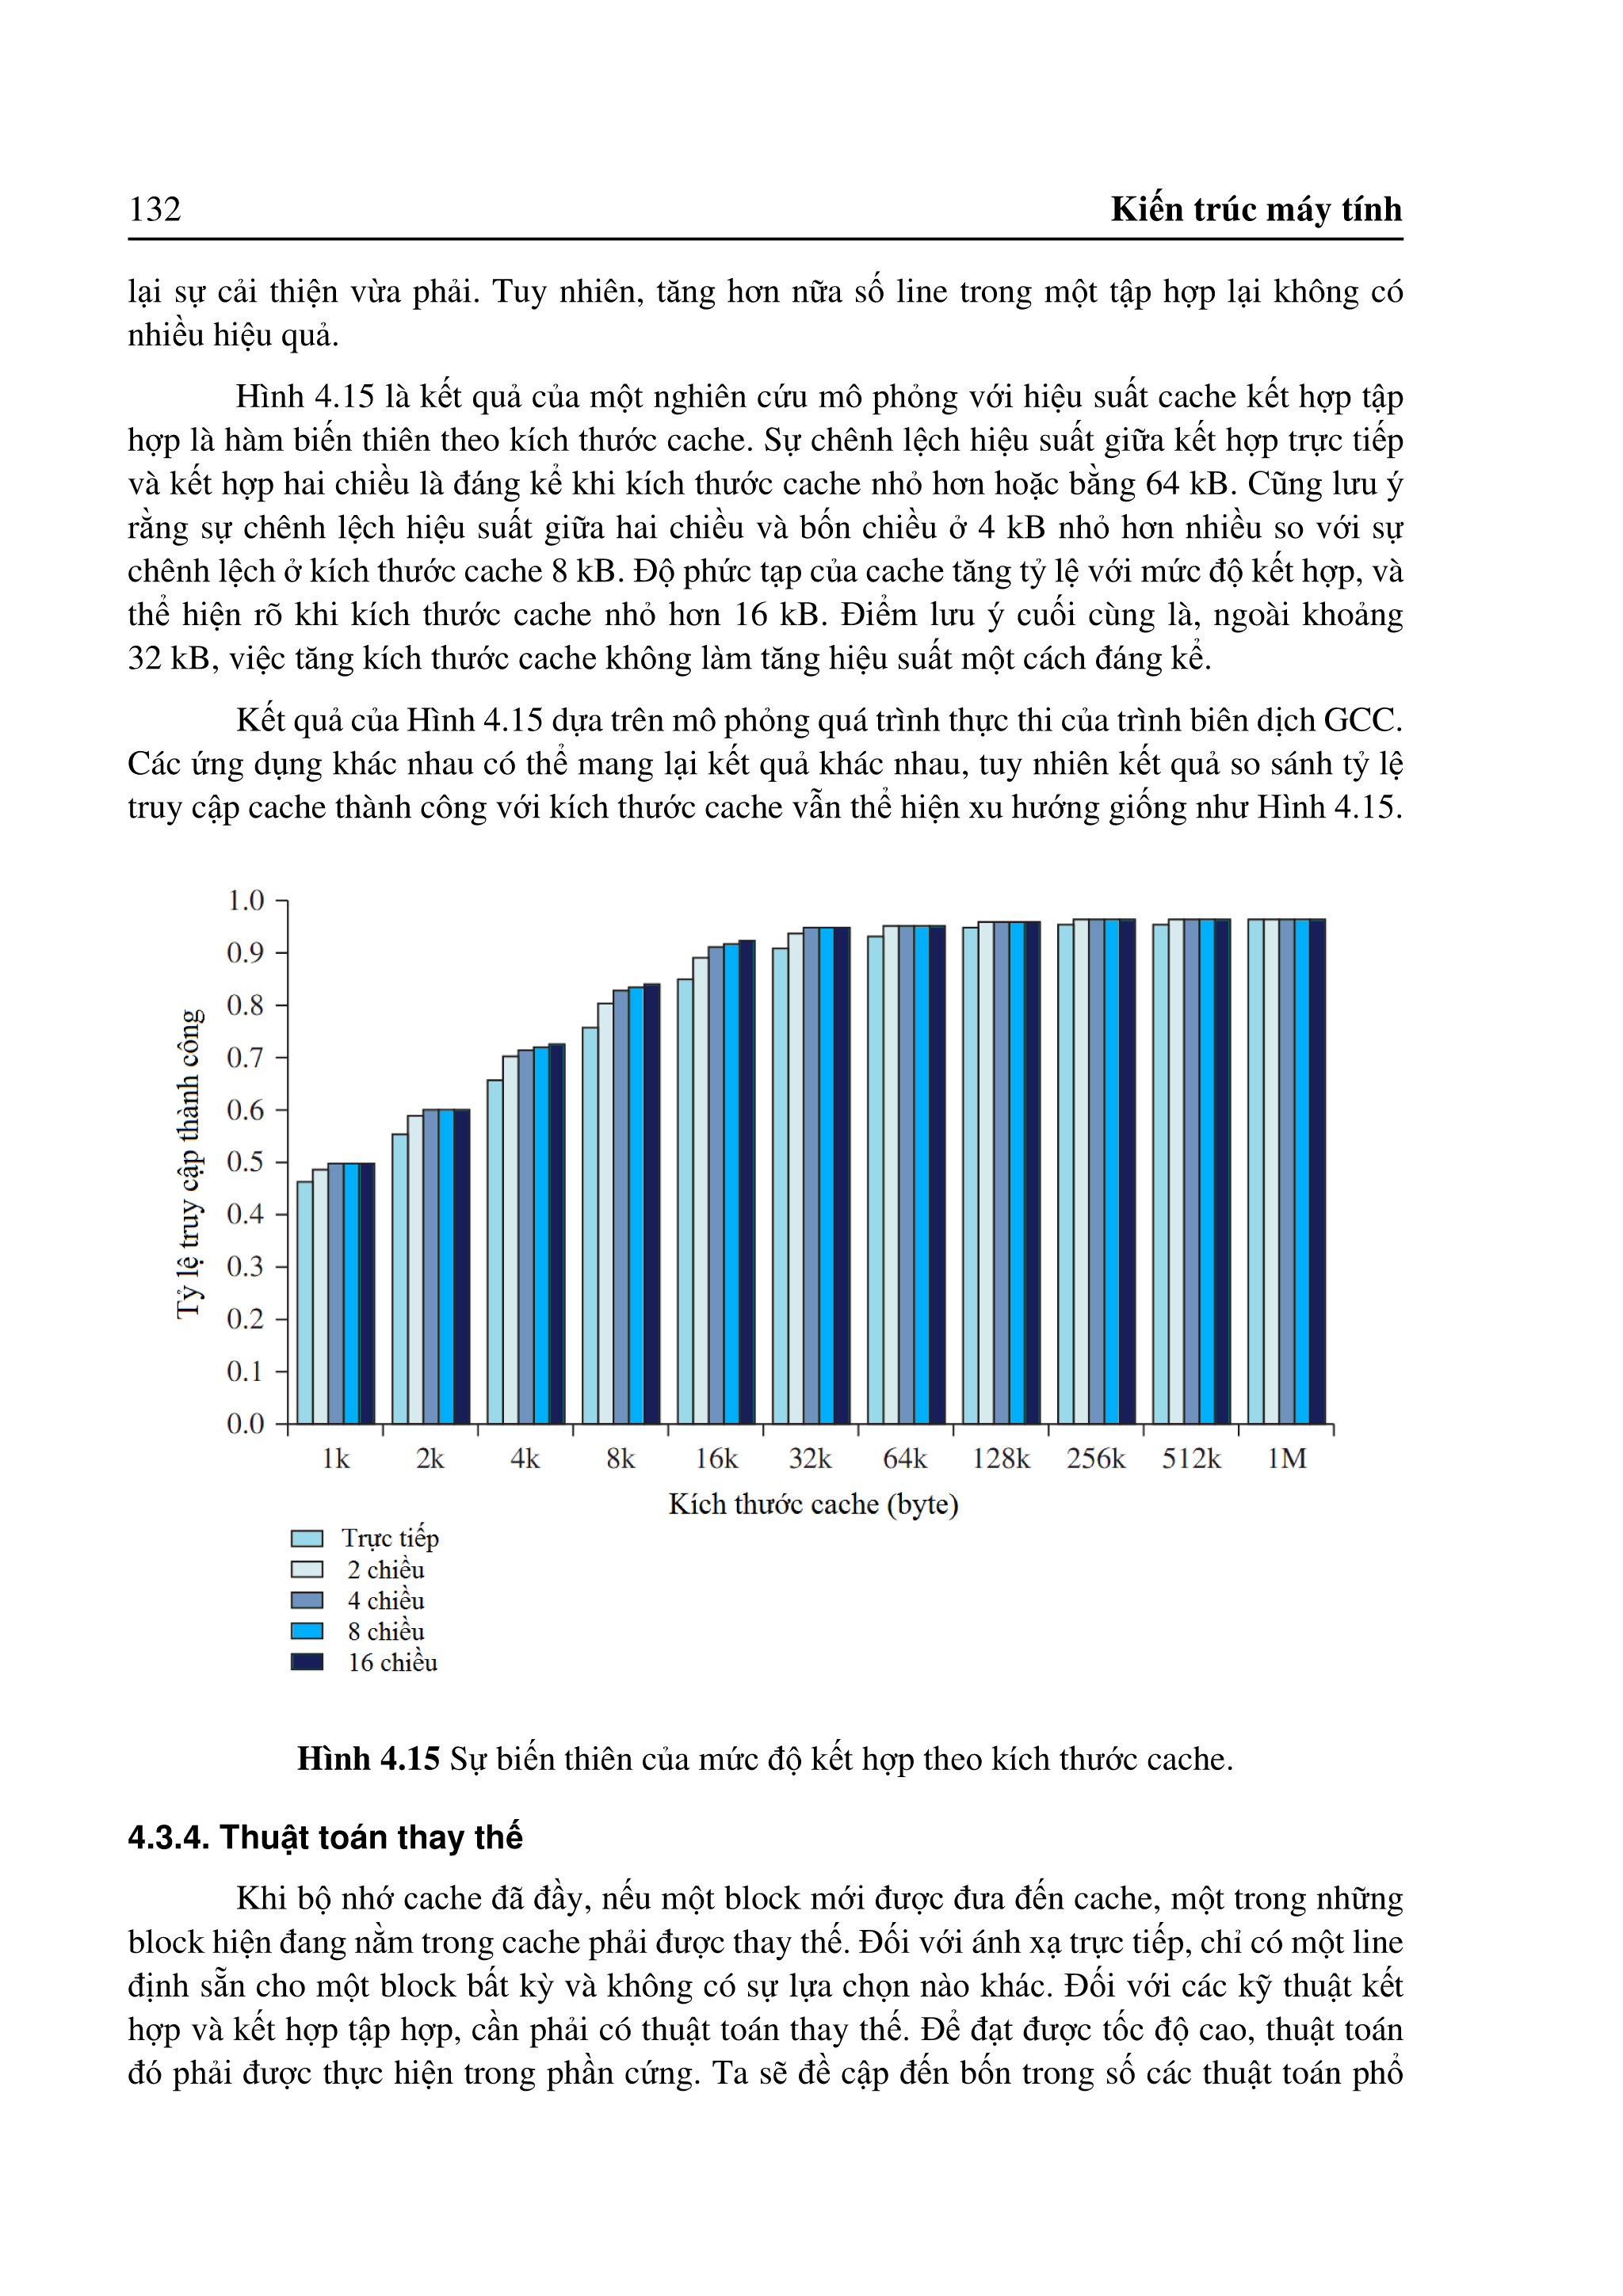 132 Kiến trúc máy tính
lại sự cải thiện vừa phải. Tuy nhiên, tăng hơn nữa số line trong một tập hợp lại không có
nhiều hiệu quả.
Hình 4.15 là kết quả của một nghiên cứu mô phỏng với hiệu suất cache kết hợp tập
hợp là hàm biến thiên theo kích thước cache. Sự chênh lệch hiệu suất giữa kết hợp trực tiếp
và kết hợp hai chiều là đáng kể khi kích thước cache nhỏ hơn hoặc bằng 64 kB. Cũng lưu ý
rằng sự chênh lệch hiệu suất giữa hai chiều và bốn chiều ở 4 kB nhỏ hơn nhiều so với sự
chênh lệch ở kích thước cache 8 kB. Độ phức tạp của cache tăng tỷ lệ với mức độ kết hợp, và
thể hiện rõ khi kích thước cache nhỏ hơn 16 kB. Điểm lưu ý cuối cùng là, ngoài khoảng
32 kB, việc tăng kích thước cache không làm tăng hiệu suất một cách đáng kể.
Kết quả của Hình 4.15 dựa trên mô phỏng quá trình thực thi của trình biên dịch GCC.
Các ứng dụng khác nhau có thể mang lại kết quả khác nhau, tuy nhiên kết quả so sánh tỷ lệ
truy cập cache thành công với kích thước cache vẫn thể hiện xu hướng giống như Hình 4.15.
Tỷ lệ truy cập thành công
1.0
0.9
0.8
0.7
0.6
0.5
0.4
0.3
0.2
0.1
0.0
1k 2k 4k 8k 16k 32k 64k 128k 256k 512k 1M
Kích thước cache (byte)
Trực tiếp
2 chiều
4 chiều
8 chiều
16 chiều
Hình 4.15 Sự biến thiên của mức độ kết hợp theo kích thước cache.
4.3.4. Thuật toán thay thế
Khi bộ nhớ cache đã đầy, nếu một block mới được đưa đến cache, một trong những
block hiện đang nằm trong cache phải được thay thế. Đối với ánh xạ trực tiếp, chỉ có một line
định sẵn cho một block bất kỳ và không có sự lựa chọn nào khác. Đối với các kỹ thuật kết
hợp và kết hợp tập hợp, cần phải có thuật toán thay thế. Để đạt được tốc độ cao, thuật toán
đó phải được thực hiện trong phần cứng. Ta sẽ đề cập đến bốn trong số các thuật toán phổ